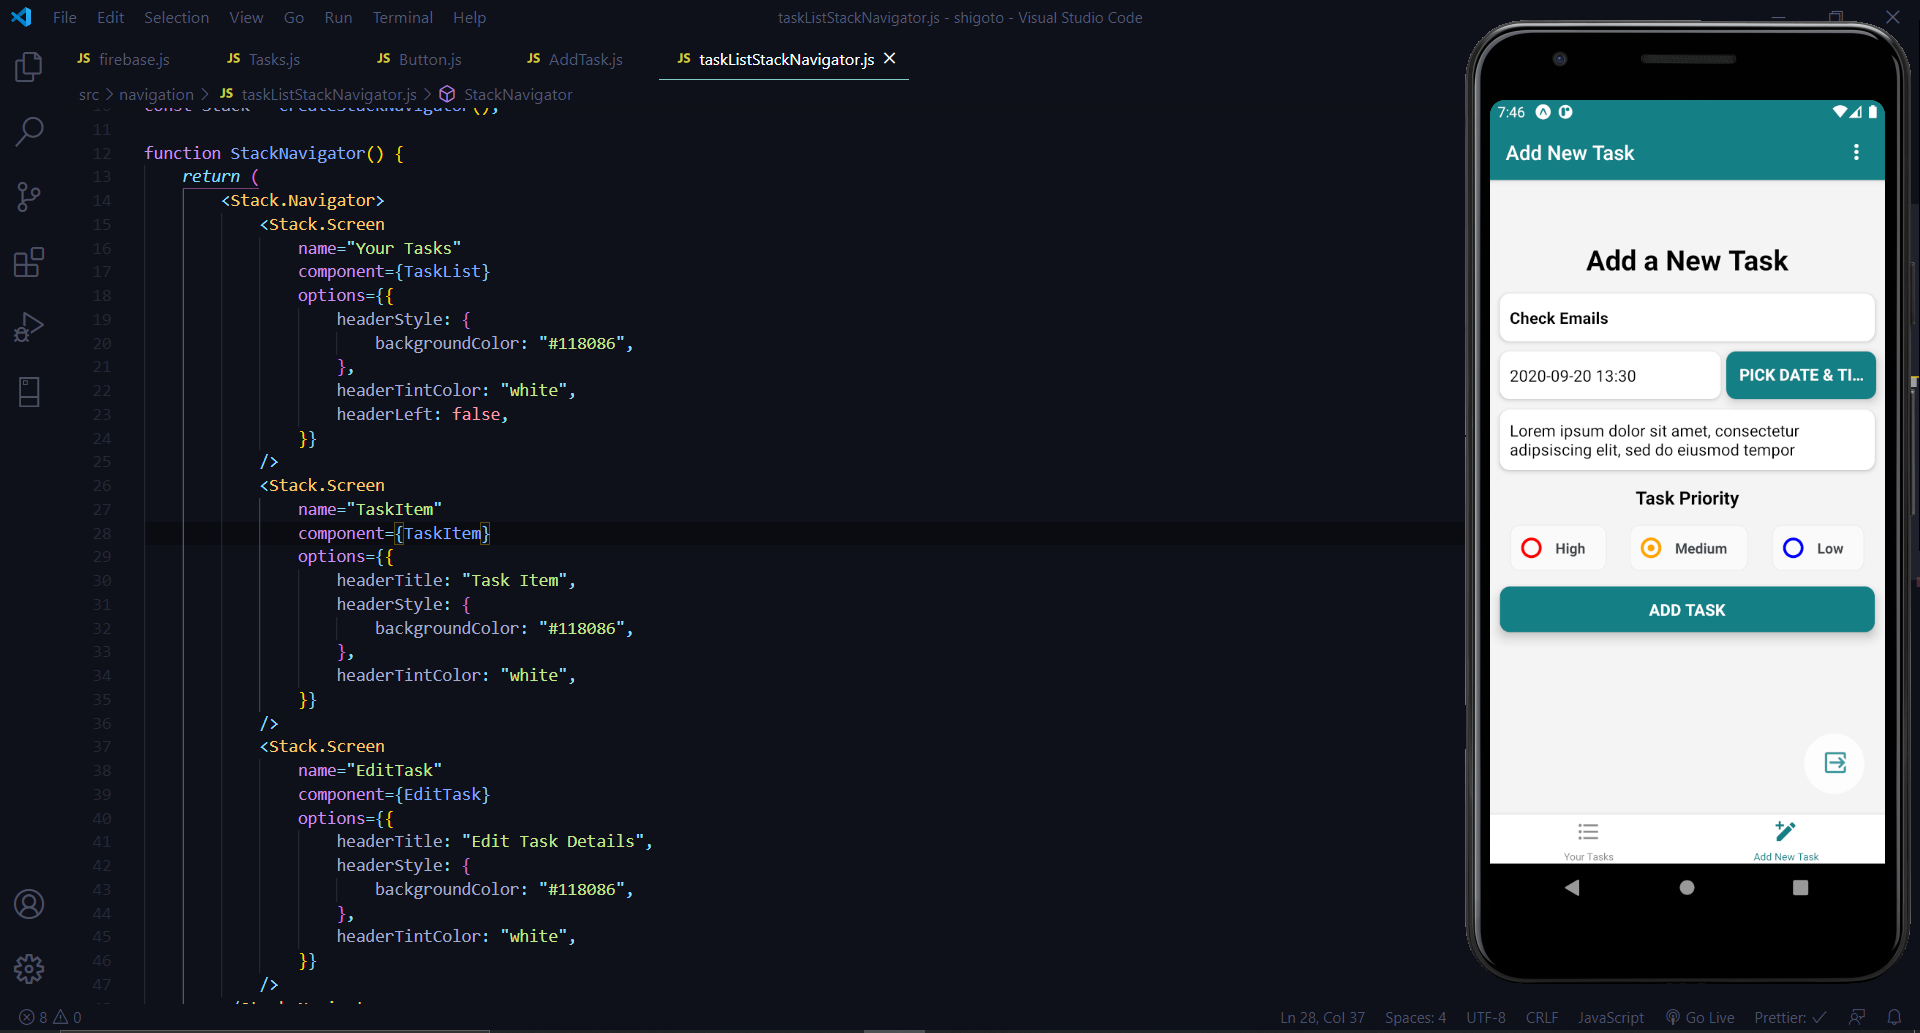 File Edit Selection View Go Run Terminal Help
taskListStackNavigator.js - shigoto - Visual Studio Code
JS firebase.js
JS Tasks.js
JS Button.js
JS AddTask.js
JS taskListStackNavigator.js
src > navigation > JS taskListStackNavigator.js > StackNavigator
10 const Stack = createStackNavigator();
11
12 function StackNavigator() {
13 return (
14 <Stack.Navigator>
15 <Stack.Screen
16 name="Your Tasks"
17 component={TaskList}
18 options={{
19 headerStyle: {
20 backgroundColor: "#118086",
21 },
22 headerTintColor: "white",
23 headerLeft: false,
24 }}
25 />
26 <Stack.Screen
27 name="TaskItem"
28 component={TaskItem}
29 options={{
30 headerTitle: "Task Item",
31 headerStyle: {
32 backgroundColor: "#118086",
33 },
34 headerTintColor: "white",
35 }}
36 />
37 <Stack.Screen
38 name="EditTask"
39 component={EditTask}
40 options={{
41 headerTitle: "Edit Task Details",
42 headerStyle: {
43 backgroundColor: "#118086",
44 },
45 headerTintColor: "white",
46 }}
47 />
8 0
Ln 28, Col 37 Spaces: 4 UTF-8 CRLF JavaScript Go Live Prettier: ✓
7:46
Add New Task
Add a New Task
Check Emails
2020-09-20 13:30
PICK DATE & TI...
Lorem ipsum dolor sit amet, consectetur
adipsiscing elit, sed do eiusmod tempor
Task Priority
High
Medium
Low
ADD TASK
Your Tasks
Add New Task